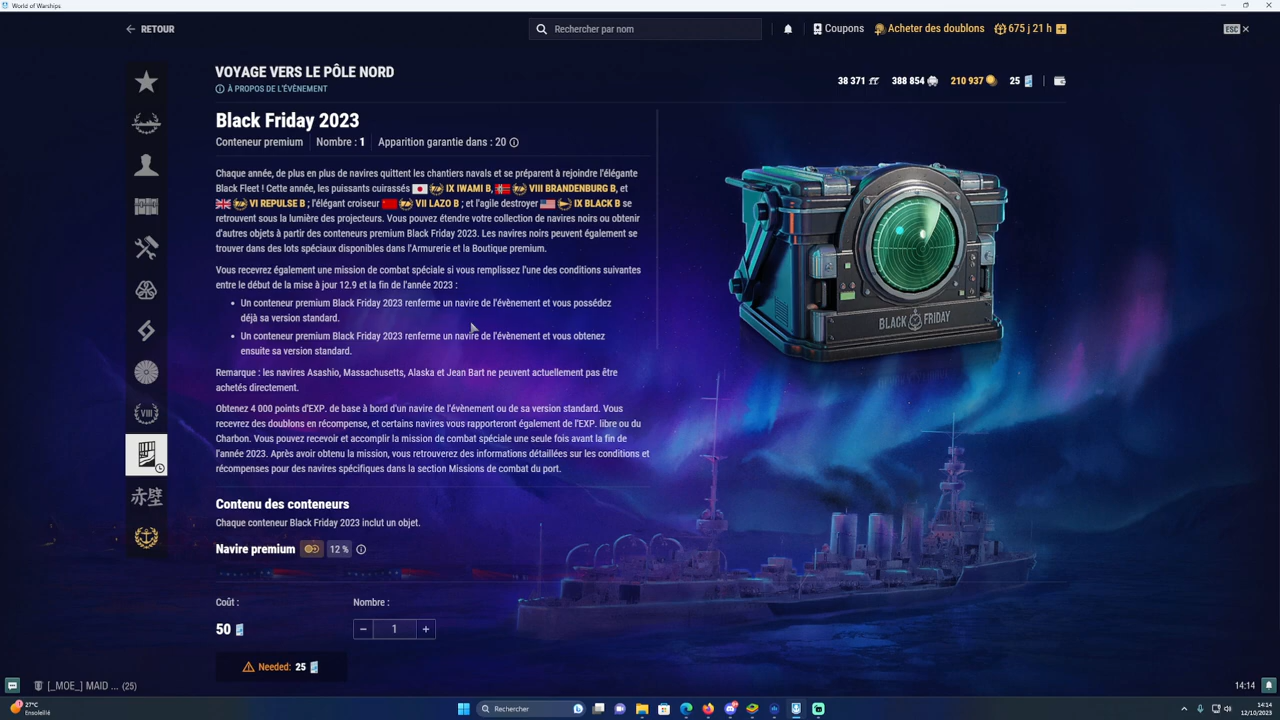 World of Warships
RETOUR
Rechercher par nom
Coupons
Acheter des doublons
675 j 21 h
ESC
VOYAGE VERS LE PÔLE NORD
À PROPOS DE L'ÉVÈNEMENT
38 371
388 854
210 937
25
Black Friday 2023
Conteneur premium
Nombre : 1
Apparition garantie dans : 20
Chaque année, de plus en plus de navires quittent les chantiers navals et se préparent à rejoindre l'élégante
Black Fleet ! Cette année, les puissants cuirassés IX IWAMI B, VIII BRANDENBURG B, et
VI REPULSE B ; l'élégant croiseur VII LAZO B ; et l'agile destroyer IX BLACK B se
retrouvent sous la lumière des projecteurs. Vous pouvez étendre votre collection de navires noirs ou obtenir
d'autres objets à partir des conteneurs premium Black Friday 2023. Les navires noirs peuvent également se
trouver dans des lots spéciaux disponibles dans l'Armurerie et la Boutique premium.
Vous recevrez également une mission de combat spéciale si vous remplissez l'une des conditions suivantes
entre le début de la mise à jour 12.9 et la fin de l'année 2023 :
• Un conteneur premium Black Friday 2023 renferme un navire de l'évènement et vous possédez
déjà sa version standard.
• Un conteneur premium Black Friday 2023 renferme un navire de l'évènement et vous obtenez
ensuite sa version standard.
Remarque : les navires Asashio, Massachusetts, Alaska et Jean Bart ne peuvent actuellement pas être
achetés directement.
Obtenez 4 000 points d'EXP. de base à bord d'un navire de l'évènement ou de sa version standard. Vous
recevrez des doublons en récompense, et certains navires vous rapporteront également de l'EXP. libre ou du
Charbon. Vous pouvez recevoir et accomplir la mission de combat spéciale une seule fois avant la fin de
l'année 2023. Après avoir obtenu la mission, vous retrouverez des informations détaillées sur les conditions et
récompenses pour des navires spécifiques dans la section Missions de combat du port.
BLACK FRIDAY
VIII
赤壁
Contenu des conteneurs
Chaque conteneur Black Friday 2023 inclut un objet.
Navire premium
12 %
Coût :
Nombre :
50
1
Needed: 25
[_MOE_] MAID ... (25)
14:14
27°C
Ensoleillé
Rechercher
14:14
12/10/2023